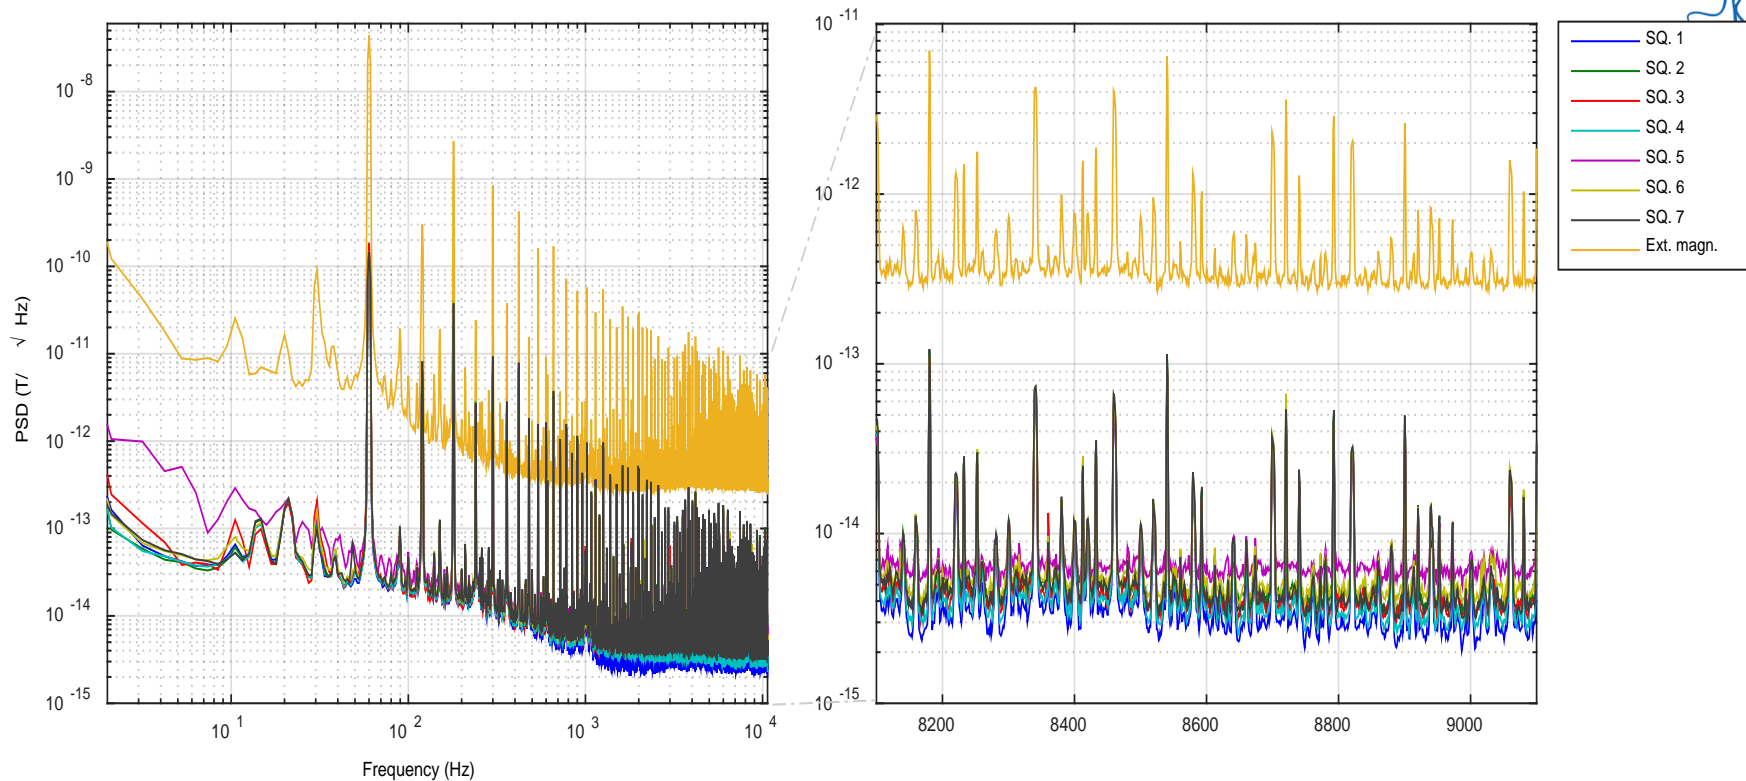 10 -8
10 -9
10 -10
10 -11
10 -12
10 -13
10 -14
10 -15
PSD (T/ √ Hz)
10 1
10 2
10 3
10 4
Frequency (Hz)
10 -11
10 -12
10 -13
10 -14
10 -15
8200
8400
8600
8800
9000
SQ. 1
SQ. 2
SQ. 3
SQ. 4
SQ. 5
SQ. 6
SQ. 7
Ext. magn.